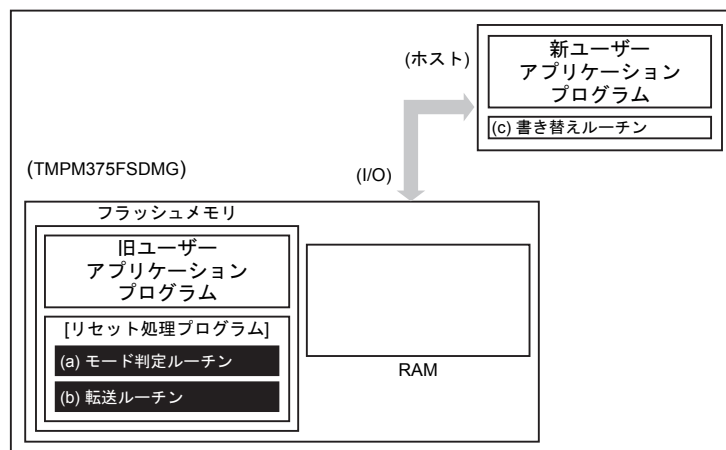 (ホスト)
新ユーザー
アプリケーション
プログラム
(c) 書き替えルーチン
(TMPM375FSDMG)
(I/O)
フラッシュメモリ
旧ユーザー
アプリケーション
プログラム
[リセット処理プログラム]
(a) モード判定ルーチン
(b) 転送ルーチン
RAM